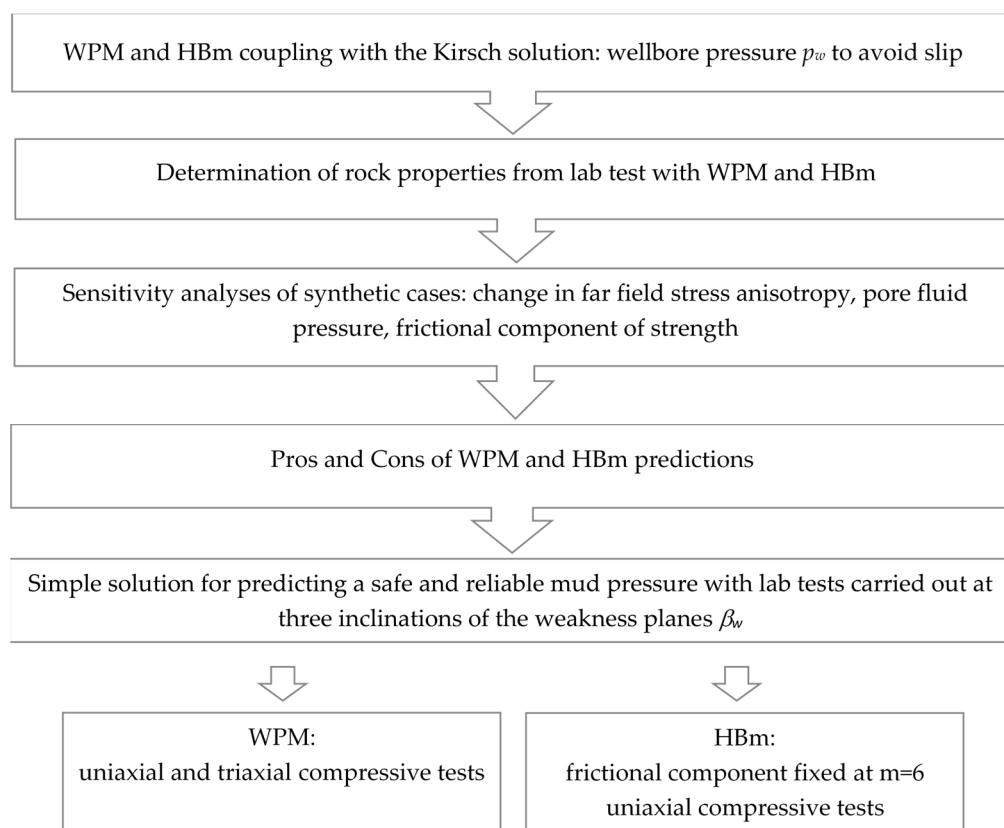 WPM and HBm coupling with the Kirsch solution: wellbore pressure pw to avoid slip
Determination of rock properties from lab test with WPM and HBm
Sensitivity analyses of synthetic cases: change in far field stress anisotropy, pore fluid
pressure, frictional component of strength
Pros and Cons of WPM and HBm predictions
Simple solution for predicting a safe and reliable mud pressure with lab tests carried out at
three inclinations of the weakness planes βw
WPM:
uniaxial and triaxial compressive tests
HBm:
frictional component fixed at m=6
uniaxial compressive tests